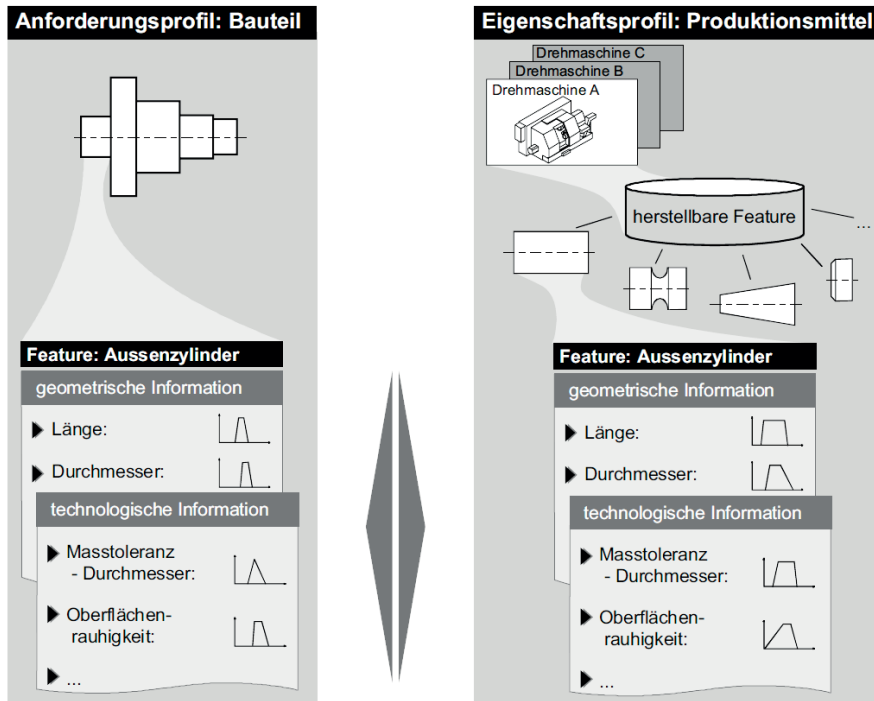 Anforderungsprofil: Bauteil
Feature: Aussenzylinder
geometrische Information
Länge:
Durchmesser:
technologische Information
Masstoleranz
- Durchmesser:
Oberflächen-
rauhigkeit:
...
Eigenschaftsprofil: Produktionsmittel
Drehmaschine C
Drehmaschine B
Drehmaschine A
herstellbare Feature
...
Feature: Aussenzylinder
geometrische Information
Länge:
Durchmesser:
technologische Information
Masstoleranz
- Durchmesser:
Oberflächen-
rauhigkeit:
...